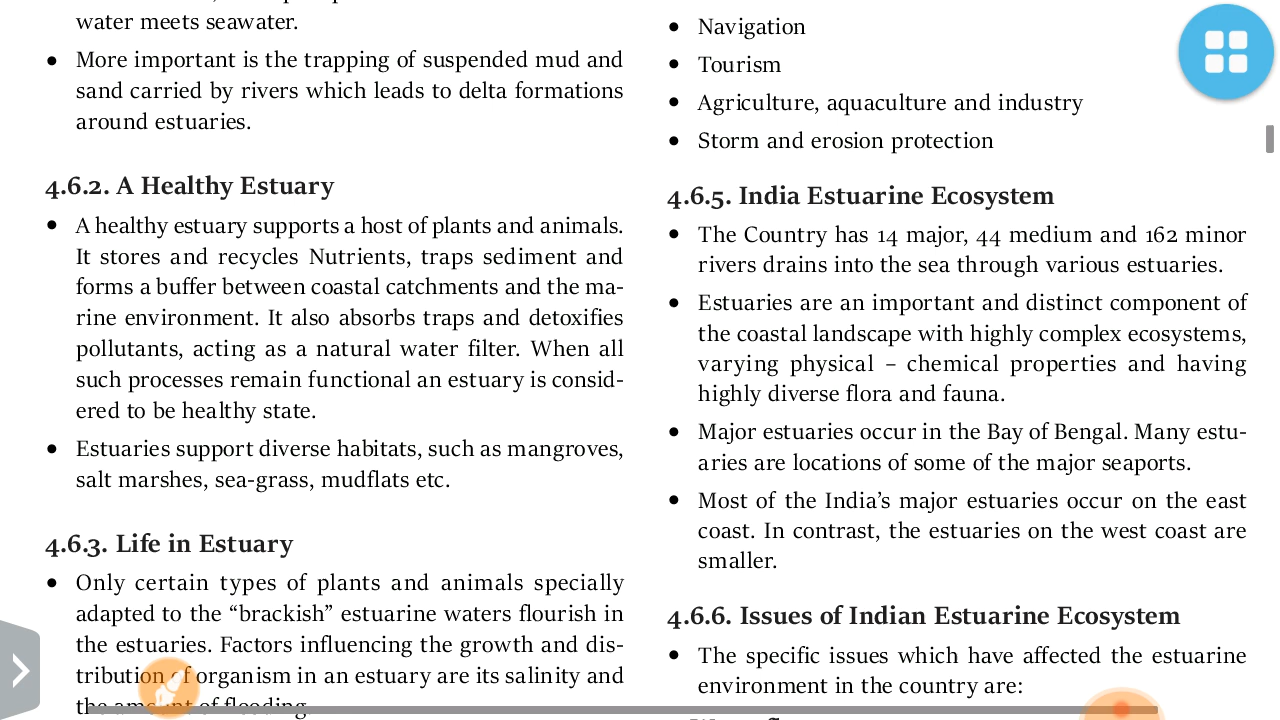 water meets seawater.
● More important is the trapping of suspended mud and
sand carried by rivers which leads to delta formations
around estuaries.
4.6.2. A Healthy Estuary
● A healthy estuary supports a host of plants and animals.
It stores and recycles Nutrients, traps sediment and
forms a buffer between coastal catchments and the ma-
rine environment. It also absorbs traps and detoxifies
pollutants, acting as a natural water filter. When all
such processes remain functional an estuary is consid-
ered to be healthy state.
● Estuaries support diverse habitats, such as mangroves,
salt marshes, sea-grass, mudflats etc.
4.6.3. Life in Estuary
● Only certain types of plants and animals specially
adapted to the “brackish” estuarine waters flourish in
the estuaries. Factors influencing the growth and dis-
tribution of organism in an estuary are its salinity and
the amount of flooding.
● Navigation
● Tourism
● Agriculture, aquaculture and industry
● Storm and erosion protection
4.6.5. India Estuarine Ecosystem
● The Country has 14 major, 44 medium and 162 minor
rivers drains into the sea through various estuaries.
● Estuaries are an important and distinct component of
the coastal landscape with highly complex ecosystems,
varying physical – chemical properties and having
highly diverse flora and fauna.
● Major estuaries occur in the Bay of Bengal. Many estu-
aries are locations of some of the major seaports.
● Most of the India’s major estuaries occur on the east
coast. In contrast, the estuaries on the west coast are
smaller.
4.6.6. Issues of Indian Estuarine Ecosystem
● The specific issues which have affected the estuarine
environment in the country are: